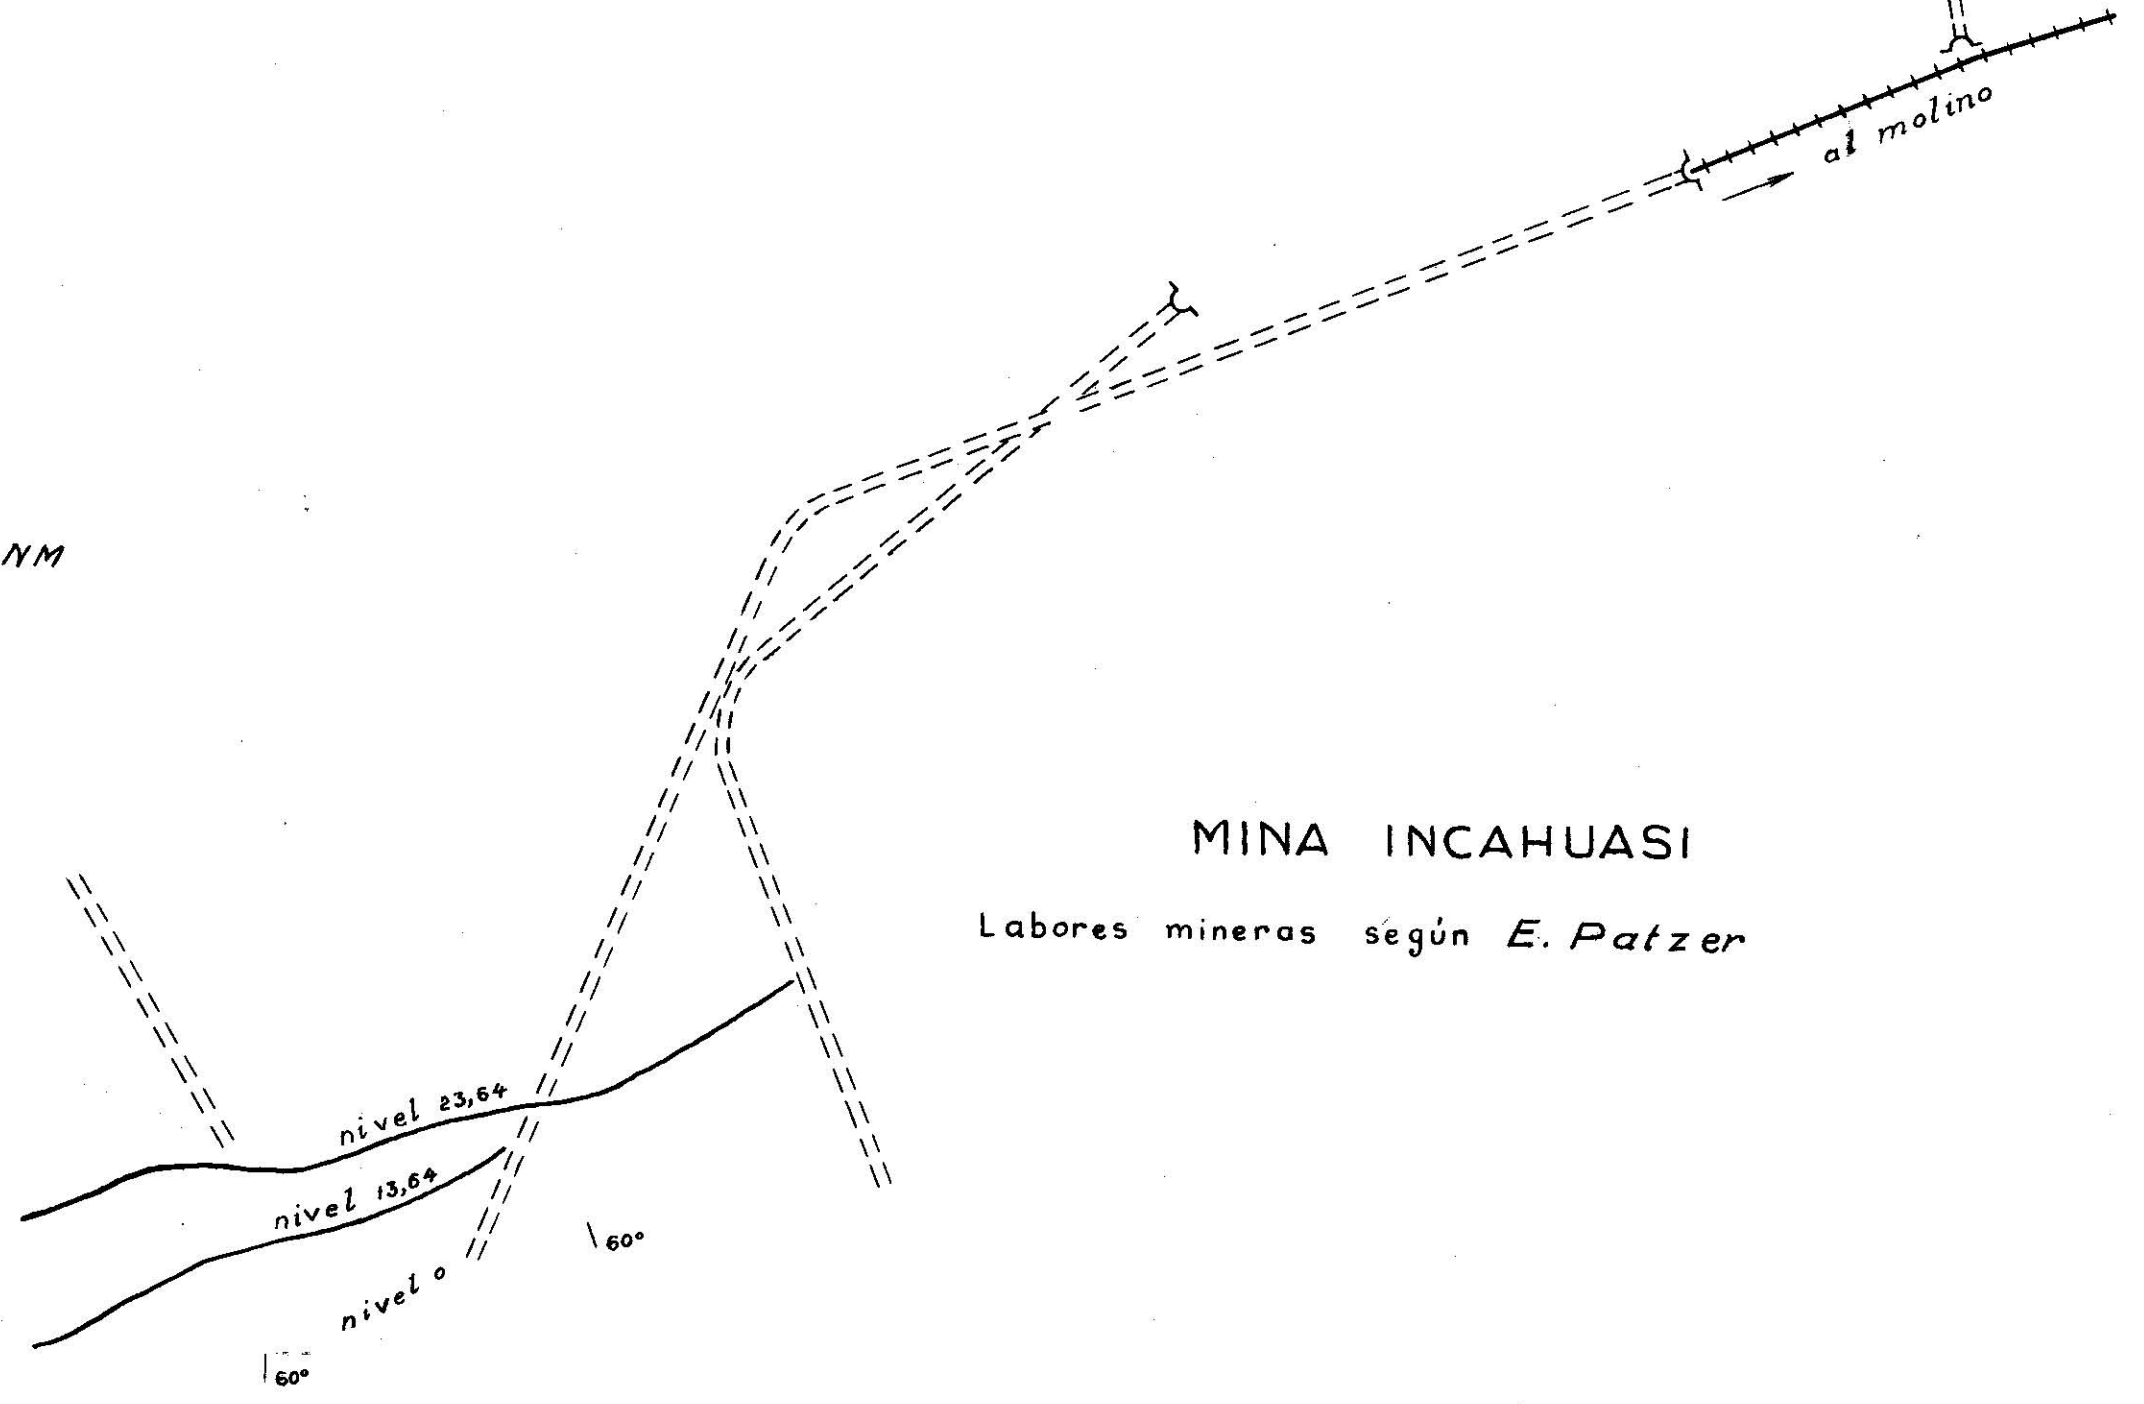 al molino
NM
MINA INCAHUASI
Labores mineras según E. Patzer
nivel 23,64
nivel 13,64
nivel 0
60°
60°